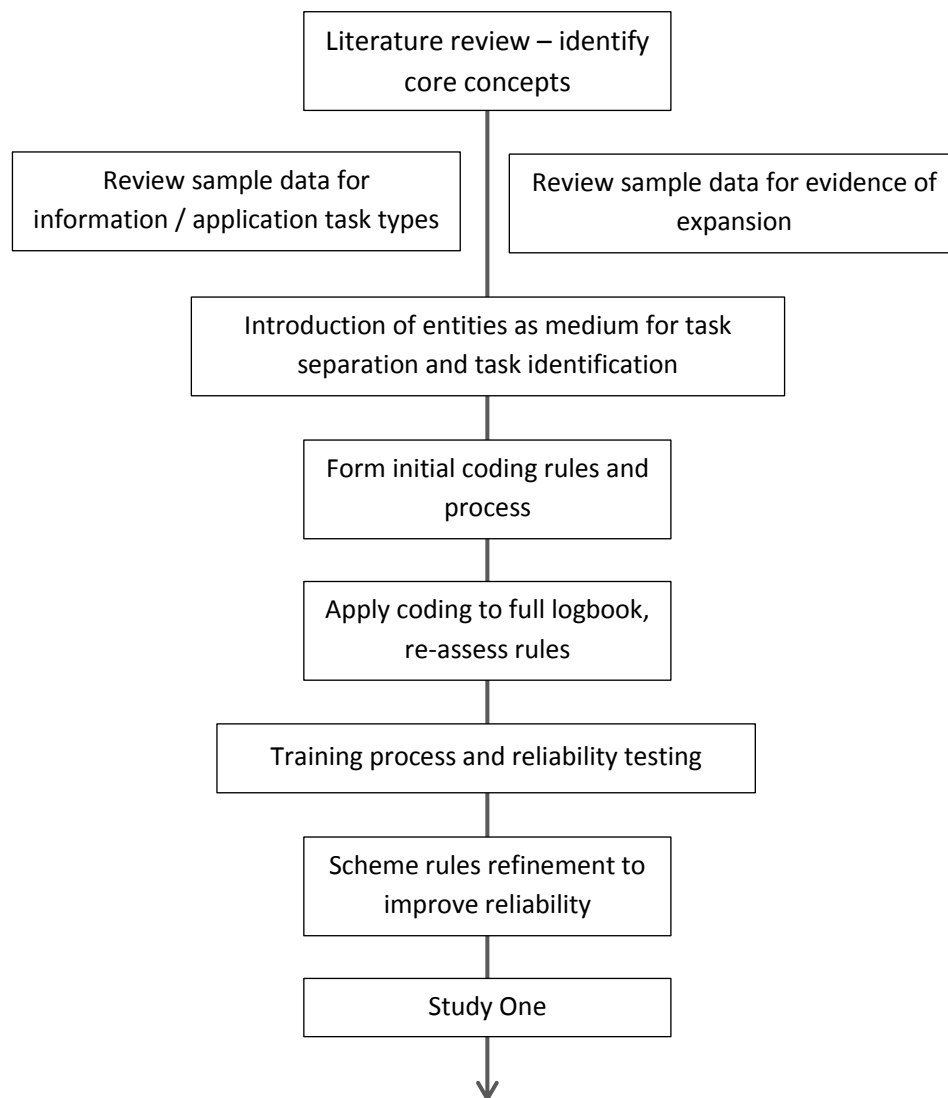 Literature review – identify
core concepts
Review sample data for
information / application task types
Review sample data for evidence of
expansion
Introduction of entities as medium for task
separation and task identification
Form initial coding rules and
process
Apply coding to full logbook,
re-assess rules
Training process and reliability testing
Scheme rules refinement to
improve reliability
Study One